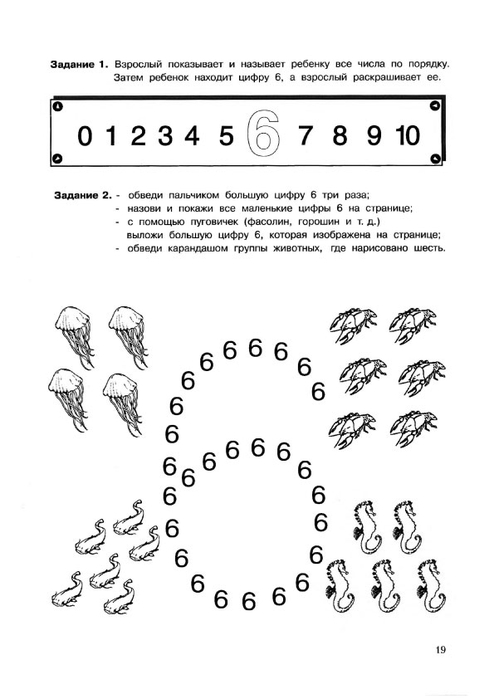 Задание 1. Взрослый показывает и называет ребенку все числа по порядку.
Затем ребенок находит цифру 6, а взрослый раскрашивает ее.
0 1 2 3 4 5 6 7 8 9 10
Задание 2. - обведи пальчиком большую цифру 6 три раза;
- назови и покажи все маленькие цифры 6 на странице;
- с помощью пуговичек (фасолин, горошин и т. д.)
выложи большую цифру 6, которая изображена на странице;
- обведи карандашом группы животных, где нарисовано шесть.
6 6 6 6 6 6 6 6 6 6 6 6 6 6 6 6 6 6 6 6 6 6 6 6 6 6 6 6 6 6
19